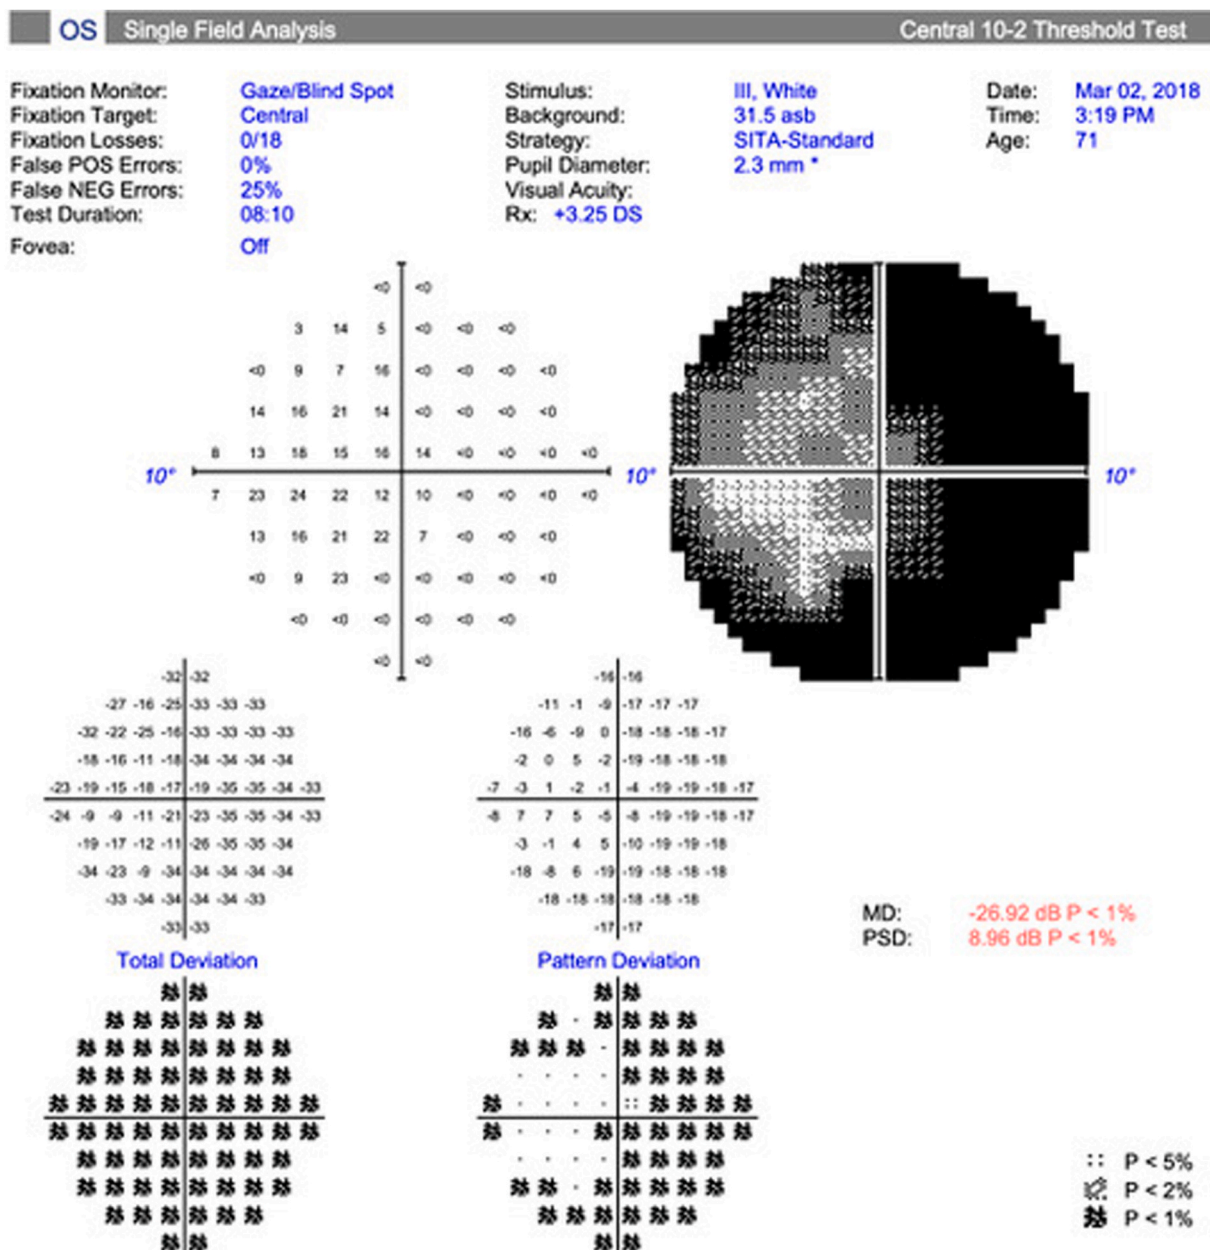 OS Single Field Analysis Central 10-2 Threshold Test
Fixation Monitor: Gaze/Blind Spot Stimulus: III, White Date: Mar 02, 2018
Fixation Target: Central Background: 31.5 asb Time: 3:19 PM
Fixation Losses: 0/18 Strategy: SITA-Standard Age: 71
False POS Errors: 0% Pupil Diameter: 2.3 mm *
False NEG Errors: 25% Visual Acuity:
Test Duration: 08:10 Rx: +3.25 DS
Fovea: Off
<0 <0
3 14 5 <0 <0 <0
<0 9 7 16 <0 <0 <0 <0
14 16 21 14 <0 <0 <0 <0
8 13 18 15 16 14 <0 <0 <0 <0
10° 10° 10°
7 23 24 22 12 10 <0 <0 <0 <0
13 16 21 22 7 <0 <0 <0
<0 9 23 <0 <0 <0 <0 <0
<0 <0 <0 <0 <0 <0
<0 <0
-32 -32 -16 -16
-27 -16 -25 -33 -33 -33 -11 -1 -9 -17 -17 -17
-32 -22 -25 -16 -33 -33 -33 -33 -16 -6 -9 0 -18 -18 -18 -17
-18 -16 -11 -18 -34 -34 -34 -34 -2 0 5 -2 -19 -18 -18 -18
-23 -19 -15 -18 -17 -19 -35 -35 -34 -33 -7 -3 1 -2 -1 -4 -19 -19 -18 -17
-24 -9 -9 -11 -21 -23 -35 -35 -34 -33 -8 7 7 5 -5 -8 -19 -19 -18 -17
-19 -17 -12 -11 -26 -35 -35 -34 -3 -1 4 5 -10 -19 -19 -18
-34 -23 -9 -34 -34 -34 -34 -34 -18 -8 6 -19 -19 -18 -18 -18
-33 -34 -34 -34 -34 -33 -18 -18 -18 -18 -18 -18
-33 -33 -17 -17
MD: -26.92 dB P < 1%
PSD: 8.96 dB P < 1%
Total Deviation Pattern Deviation
P < 5%
P < 2%
P < 1%